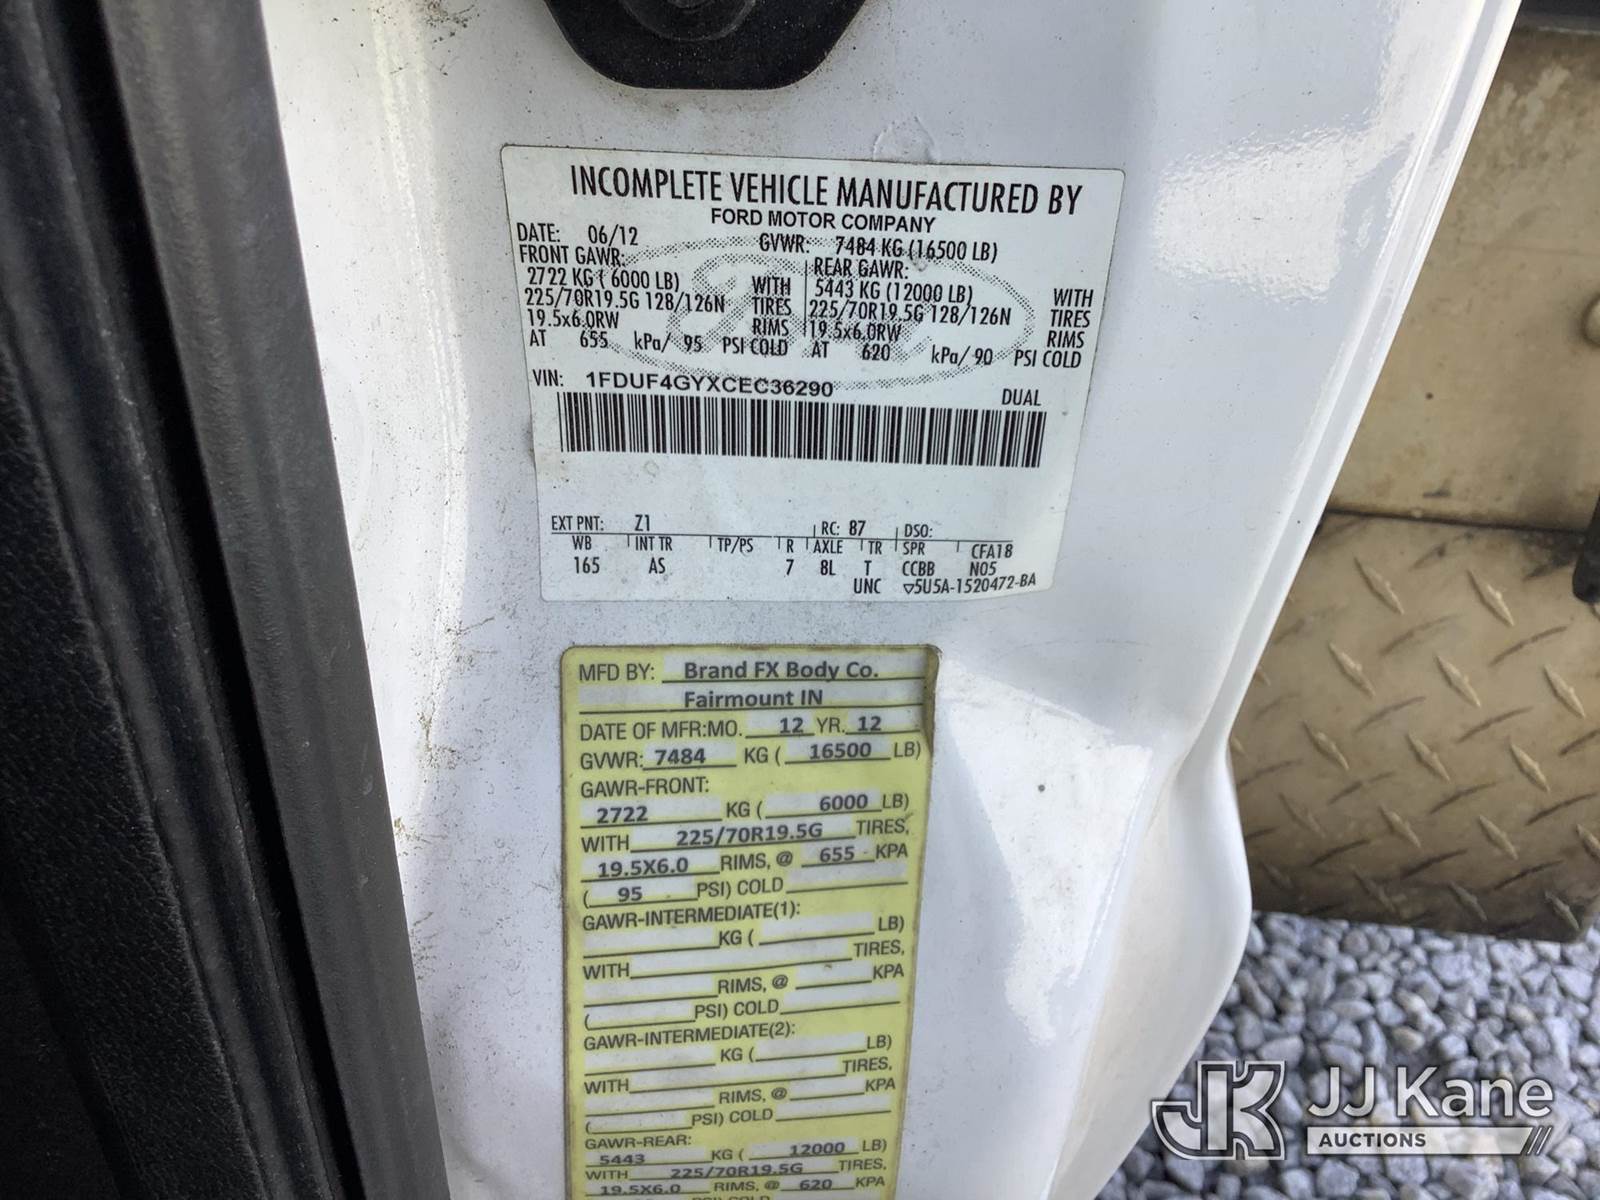 INCOMPLETE VEHICLE MANUFACTURED BY
FORD MOTOR COMPANY
DATE: 06/12 GVWR: 7484 KG (16500 LB)
FRONT GAWR: REAR GAWR:
2722 KG ( 6000 LB) WITH 5443 KG (12000 LB) WITH
225/70R19.5G 128/126N TIRES 225/70R19.5G 128/126N TIRES
19.5x6.0RW RIMS 19.5x6.0RW RIMS
AT 655 kPa/ 95 PSI COLD AT 620 kPa/ 90 PSI COLD
VIN: 1FDUF4GYXCEC36290 DUAL
EXT PNT: Z1 RC: 87 DSO:
WB INT TR TP/PS R AXLE TR SPR CFA18
165 AS 7 8L T CCBB N05
UNC 5U5A-1520472-BA
MFD BY: Brand FX Body Co.
Fairmount IN
DATE OF MFR:MO. 12 YR. 12
GVWR: 7484 KG ( 16500 LB)
GAWR-FRONT:
2722 KG ( 6000 LB)
WITH 225/70R19.5G TIRES,
19.5X6.0 RIMS, @ 655 KPA
( 95 PSI) COLD
GAWR-INTERMEDIATE(1):
KG ( LB)
WITH TIRES,
RIMS, @ KPA
( PSI) COLD
GAWR-INTERMEDIATE(2):
KG ( LB)
WITH TIRES,
RIMS, @ KPA
( PSI) COLD
GAWR-REAR:
5443 KG ( 12000 LB)
WITH 225/70R19.5G TIRES,
19.5X6.0 RIMS, @ 620 KPA
PSI) COLD
JK JJ Kane
AUCTIONS